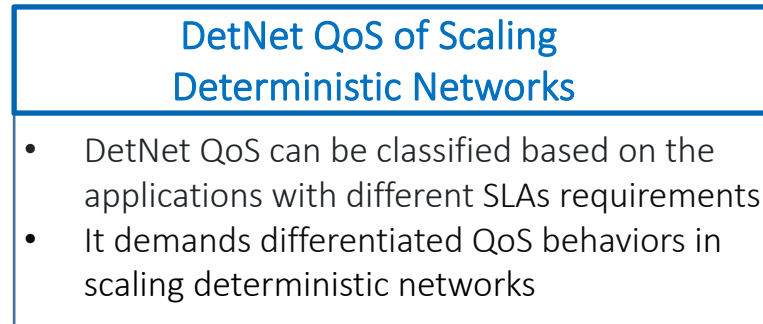 DetNet QoS of Scaling
Deterministic Networks
• DetNet QoS can be classified based on the
applications with different SLAs requirements
• It demands differentiated QoS behaviors in
scaling deterministic networks